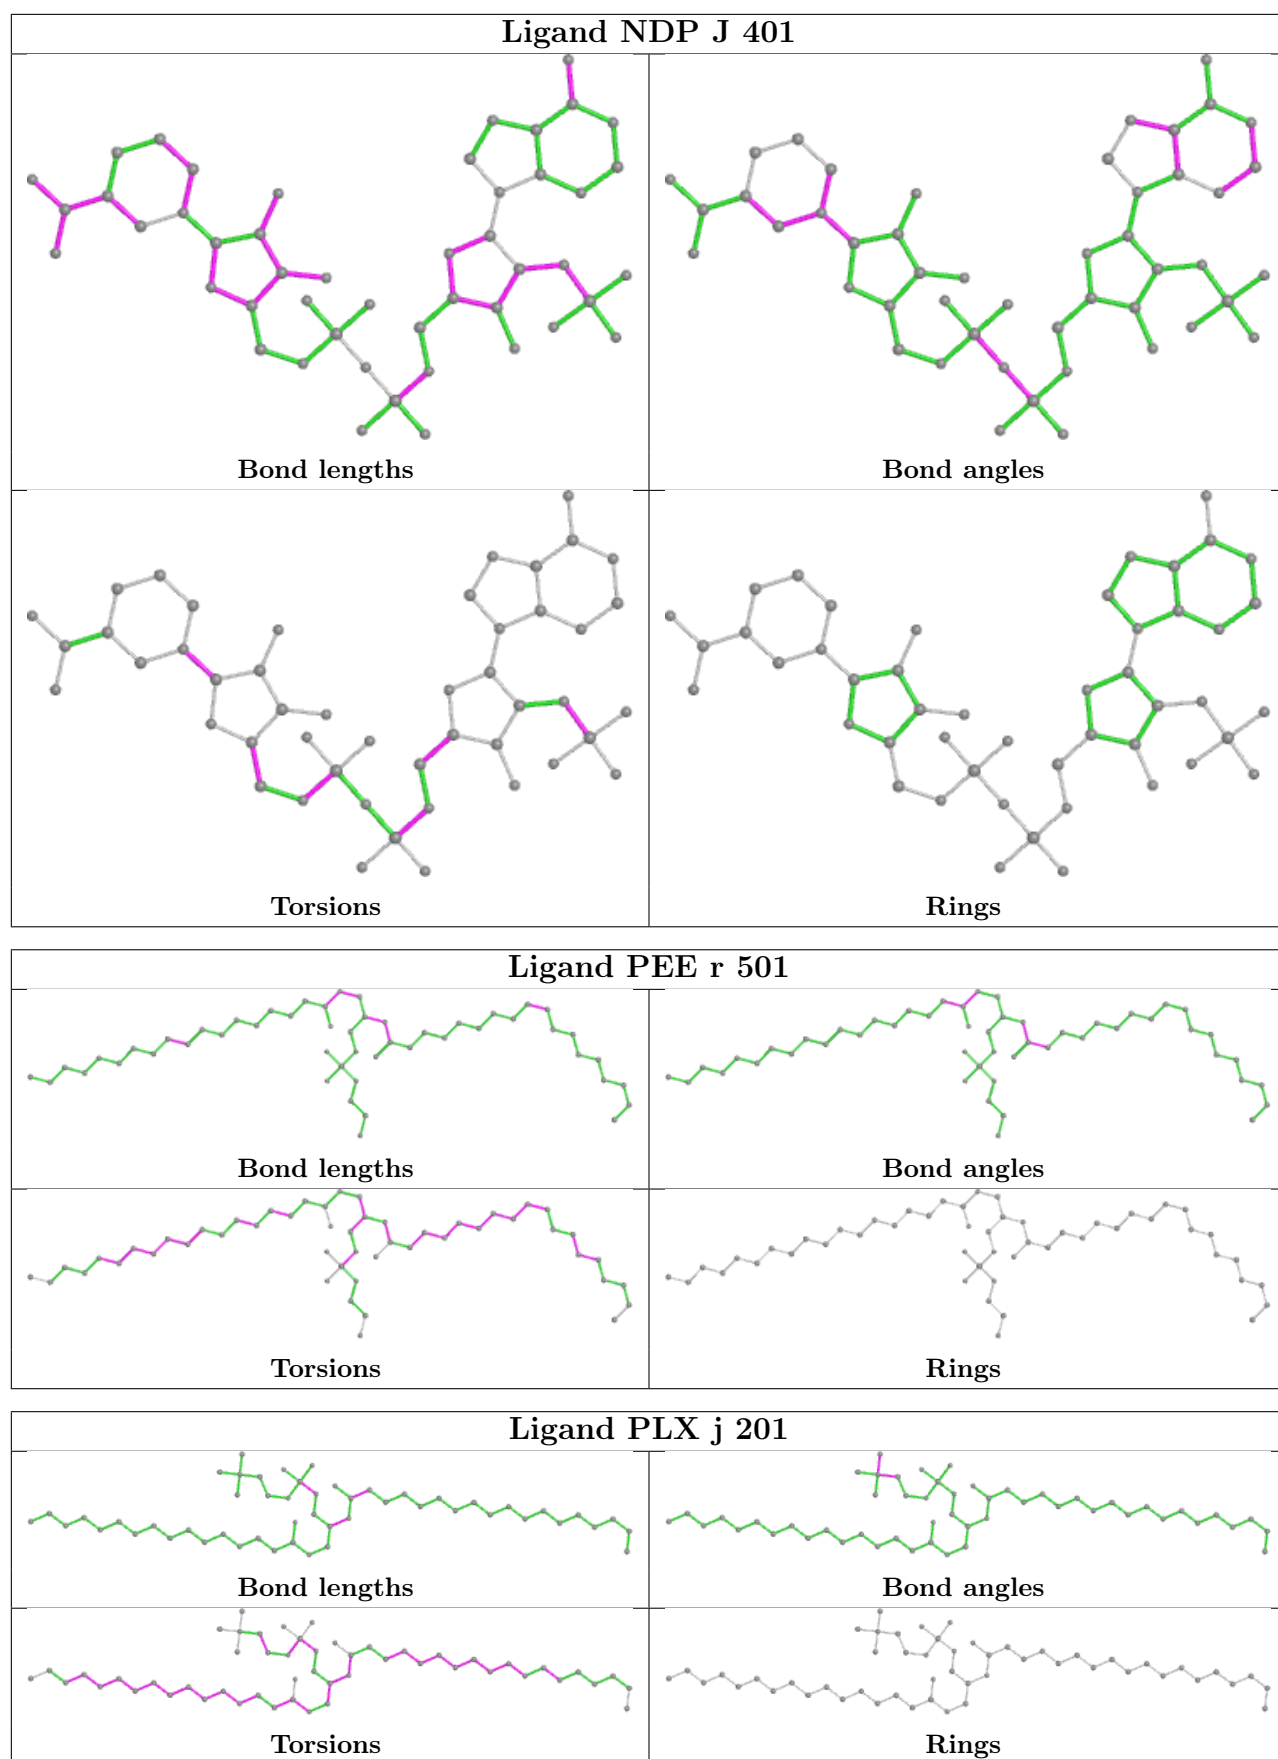 Ligand NDP J 401
Bond lengths
Bond angles
Torsions
Rings
Ligand PEE r 501
Bond lengths
Bond angles
Torsions
Rings
Ligand PLX j 201
Bond lengths
Bond angles
Torsions
Rings